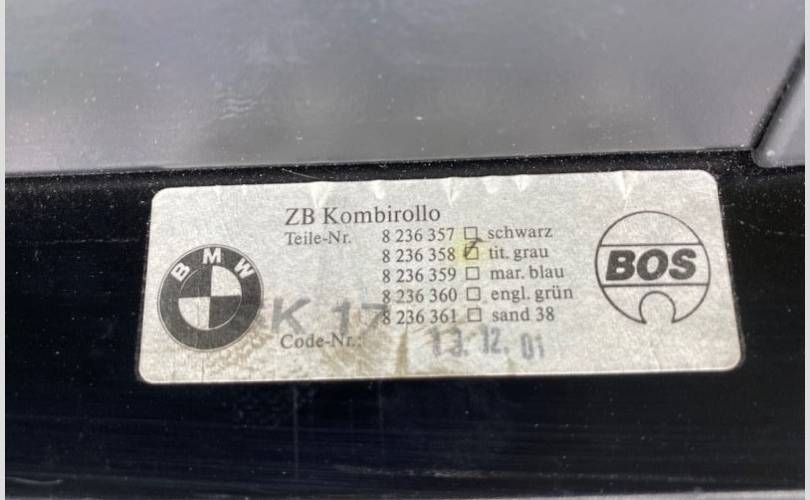 ZB Kombirollo
Teile-Nr. 8 236 357 ☐ schwarz
8 236 358 ☑ tit. grau
8 236 359 ☐ mar. blau
8 236 360 ☐ engl. grün
8 236 361 ☐ sand 38
K 17
Code-Nr.: 13. 12. 01
BMW
BOS